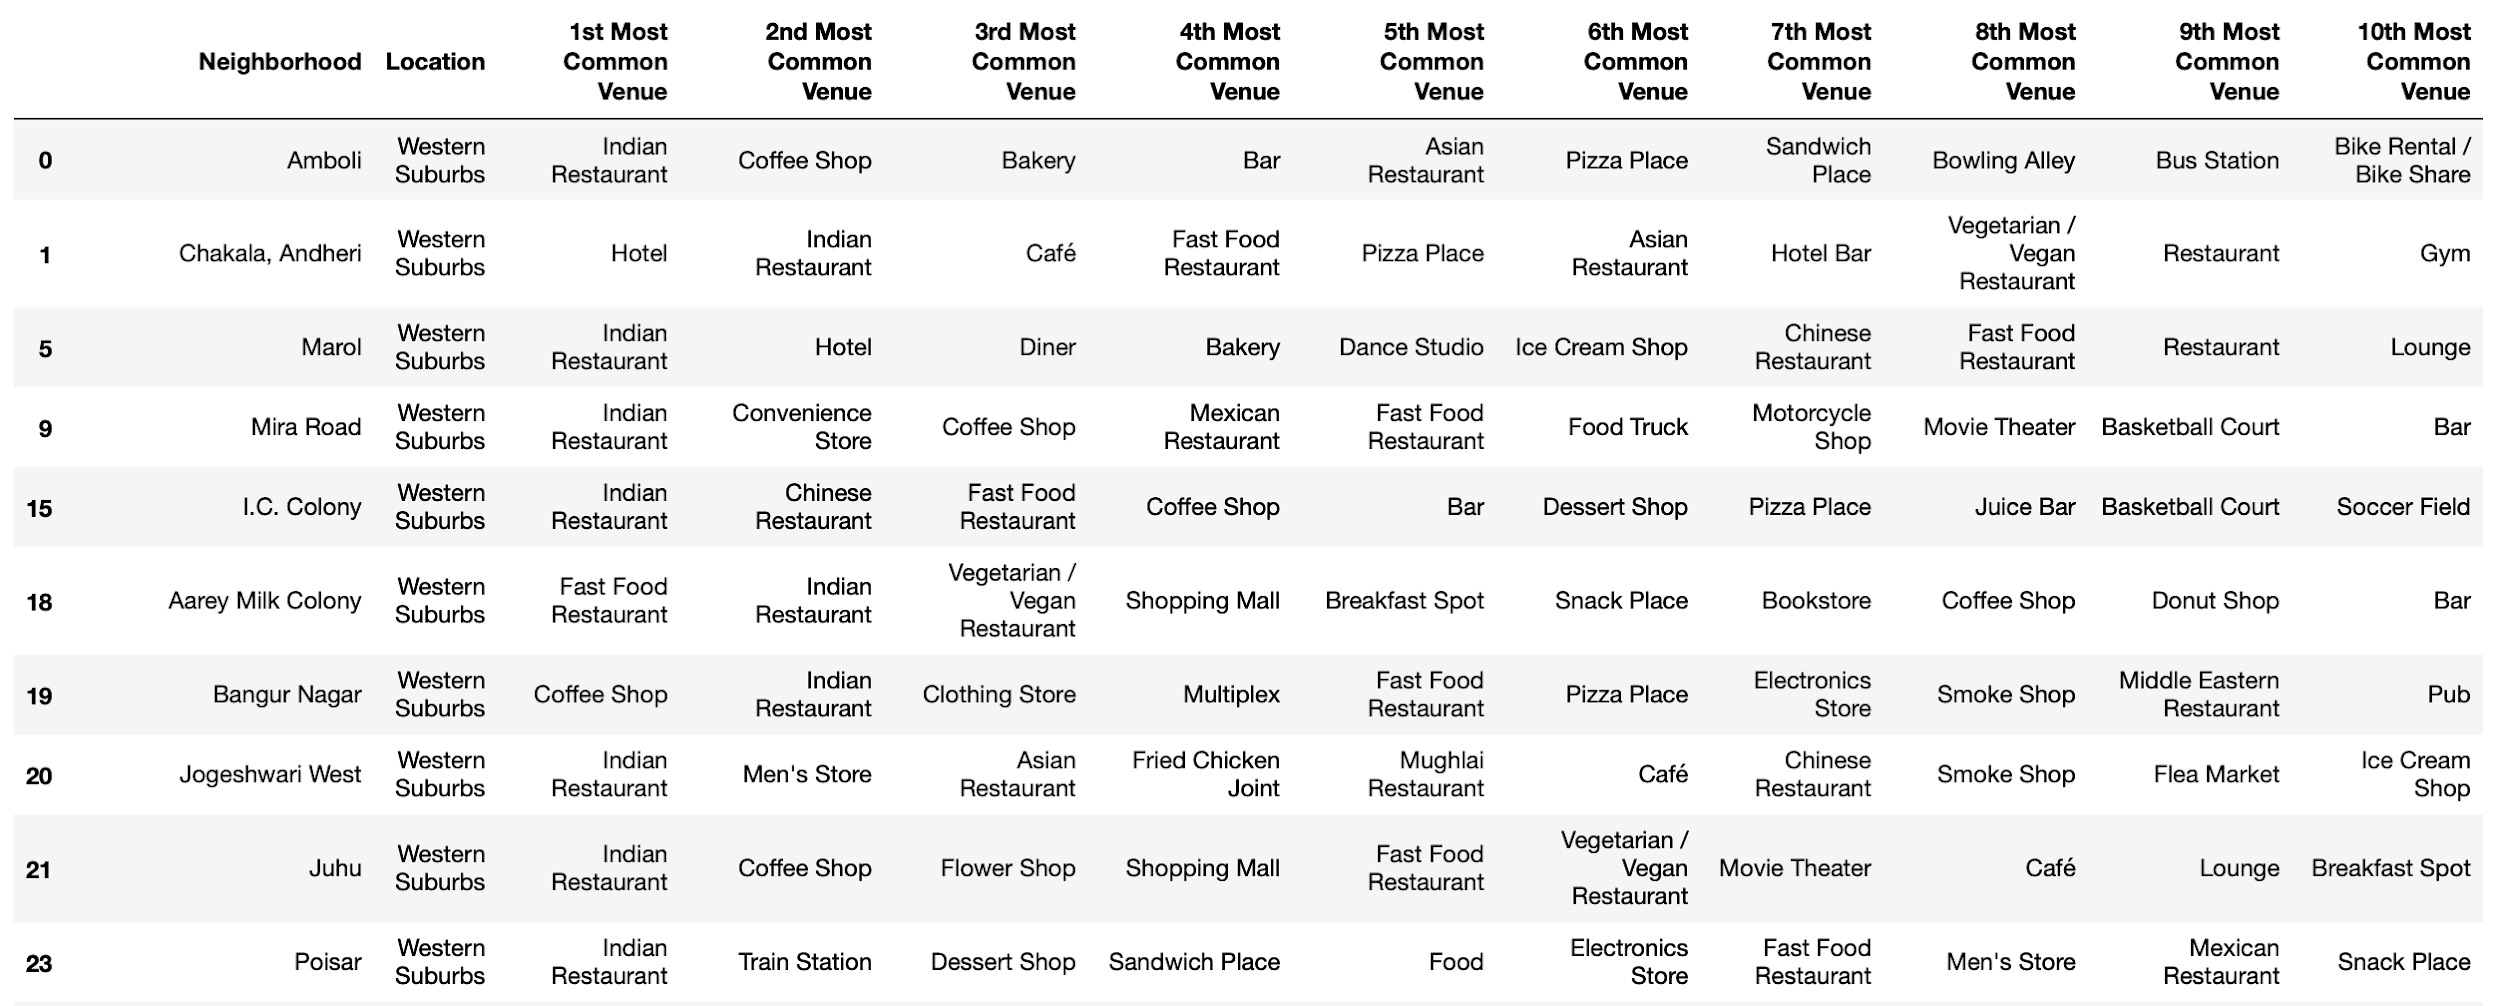 Neighborhood Location 1st Most Common Venue 2nd Most Common Venue 3rd Most Common Venue 4th Most Common Venue 5th Most Common Venue 6th Most Common Venue 7th Most Common Venue 8th Most Common Venue 9th Most Common Venue 10th Most Common Venue
0 Amboli Western Suburbs Indian Restaurant Coffee Shop Bakery Bar Asian Restaurant Pizza Place Sandwich Place Bowling Alley Bus Station Bike Rental / Bike Share
1 Chakala, Andheri Western Suburbs Hotel Indian Restaurant Café Fast Food Restaurant Pizza Place Asian Restaurant Hotel Bar Vegetarian / Vegan Restaurant Restaurant Gym
5 Marol Western Suburbs Indian Restaurant Hotel Diner Bakery Dance Studio Ice Cream Shop Chinese Restaurant Fast Food Restaurant Restaurant Lounge
9 Mira Road Western Suburbs Indian Restaurant Convenience Store Coffee Shop Mexican Restaurant Fast Food Restaurant Food Truck Motorcycle Shop Movie Theater Basketball Court Bar
15 I.C. Colony Western Suburbs Indian Restaurant Chinese Restaurant Fast Food Restaurant Coffee Shop Bar Dessert Shop Pizza Place Juice Bar Basketball Court Soccer Field
18 Aarey Milk Colony Western Suburbs Fast Food Restaurant Indian Restaurant Vegetarian / Vegan Restaurant Shopping Mall Breakfast Spot Snack Place Bookstore Coffee Shop Donut Shop Bar
19 Bangur Nagar Western Suburbs Coffee Shop Indian Restaurant Clothing Store Multiplex Fast Food Restaurant Pizza Place Electronics Store Smoke Shop Middle Eastern Restaurant Pub
20 Jogeshwari West Western Suburbs Indian Restaurant Men's Store Asian Restaurant Fried Chicken Joint Mughlai Restaurant Café Chinese Restaurant Smoke Shop Flea Market Ice Cream Shop
21 Juhu Western Suburbs Indian Restaurant Coffee Shop Flower Shop Shopping Mall Fast Food Restaurant Vegetarian / Vegan Restaurant Movie Theater Café Lounge Breakfast Spot
23 Poisar Western Suburbs Indian Restaurant Train Station Dessert Shop Sandwich Place Food Electronics Store Fast Food Restaurant Men's Store Mexican Restaurant Snack Place